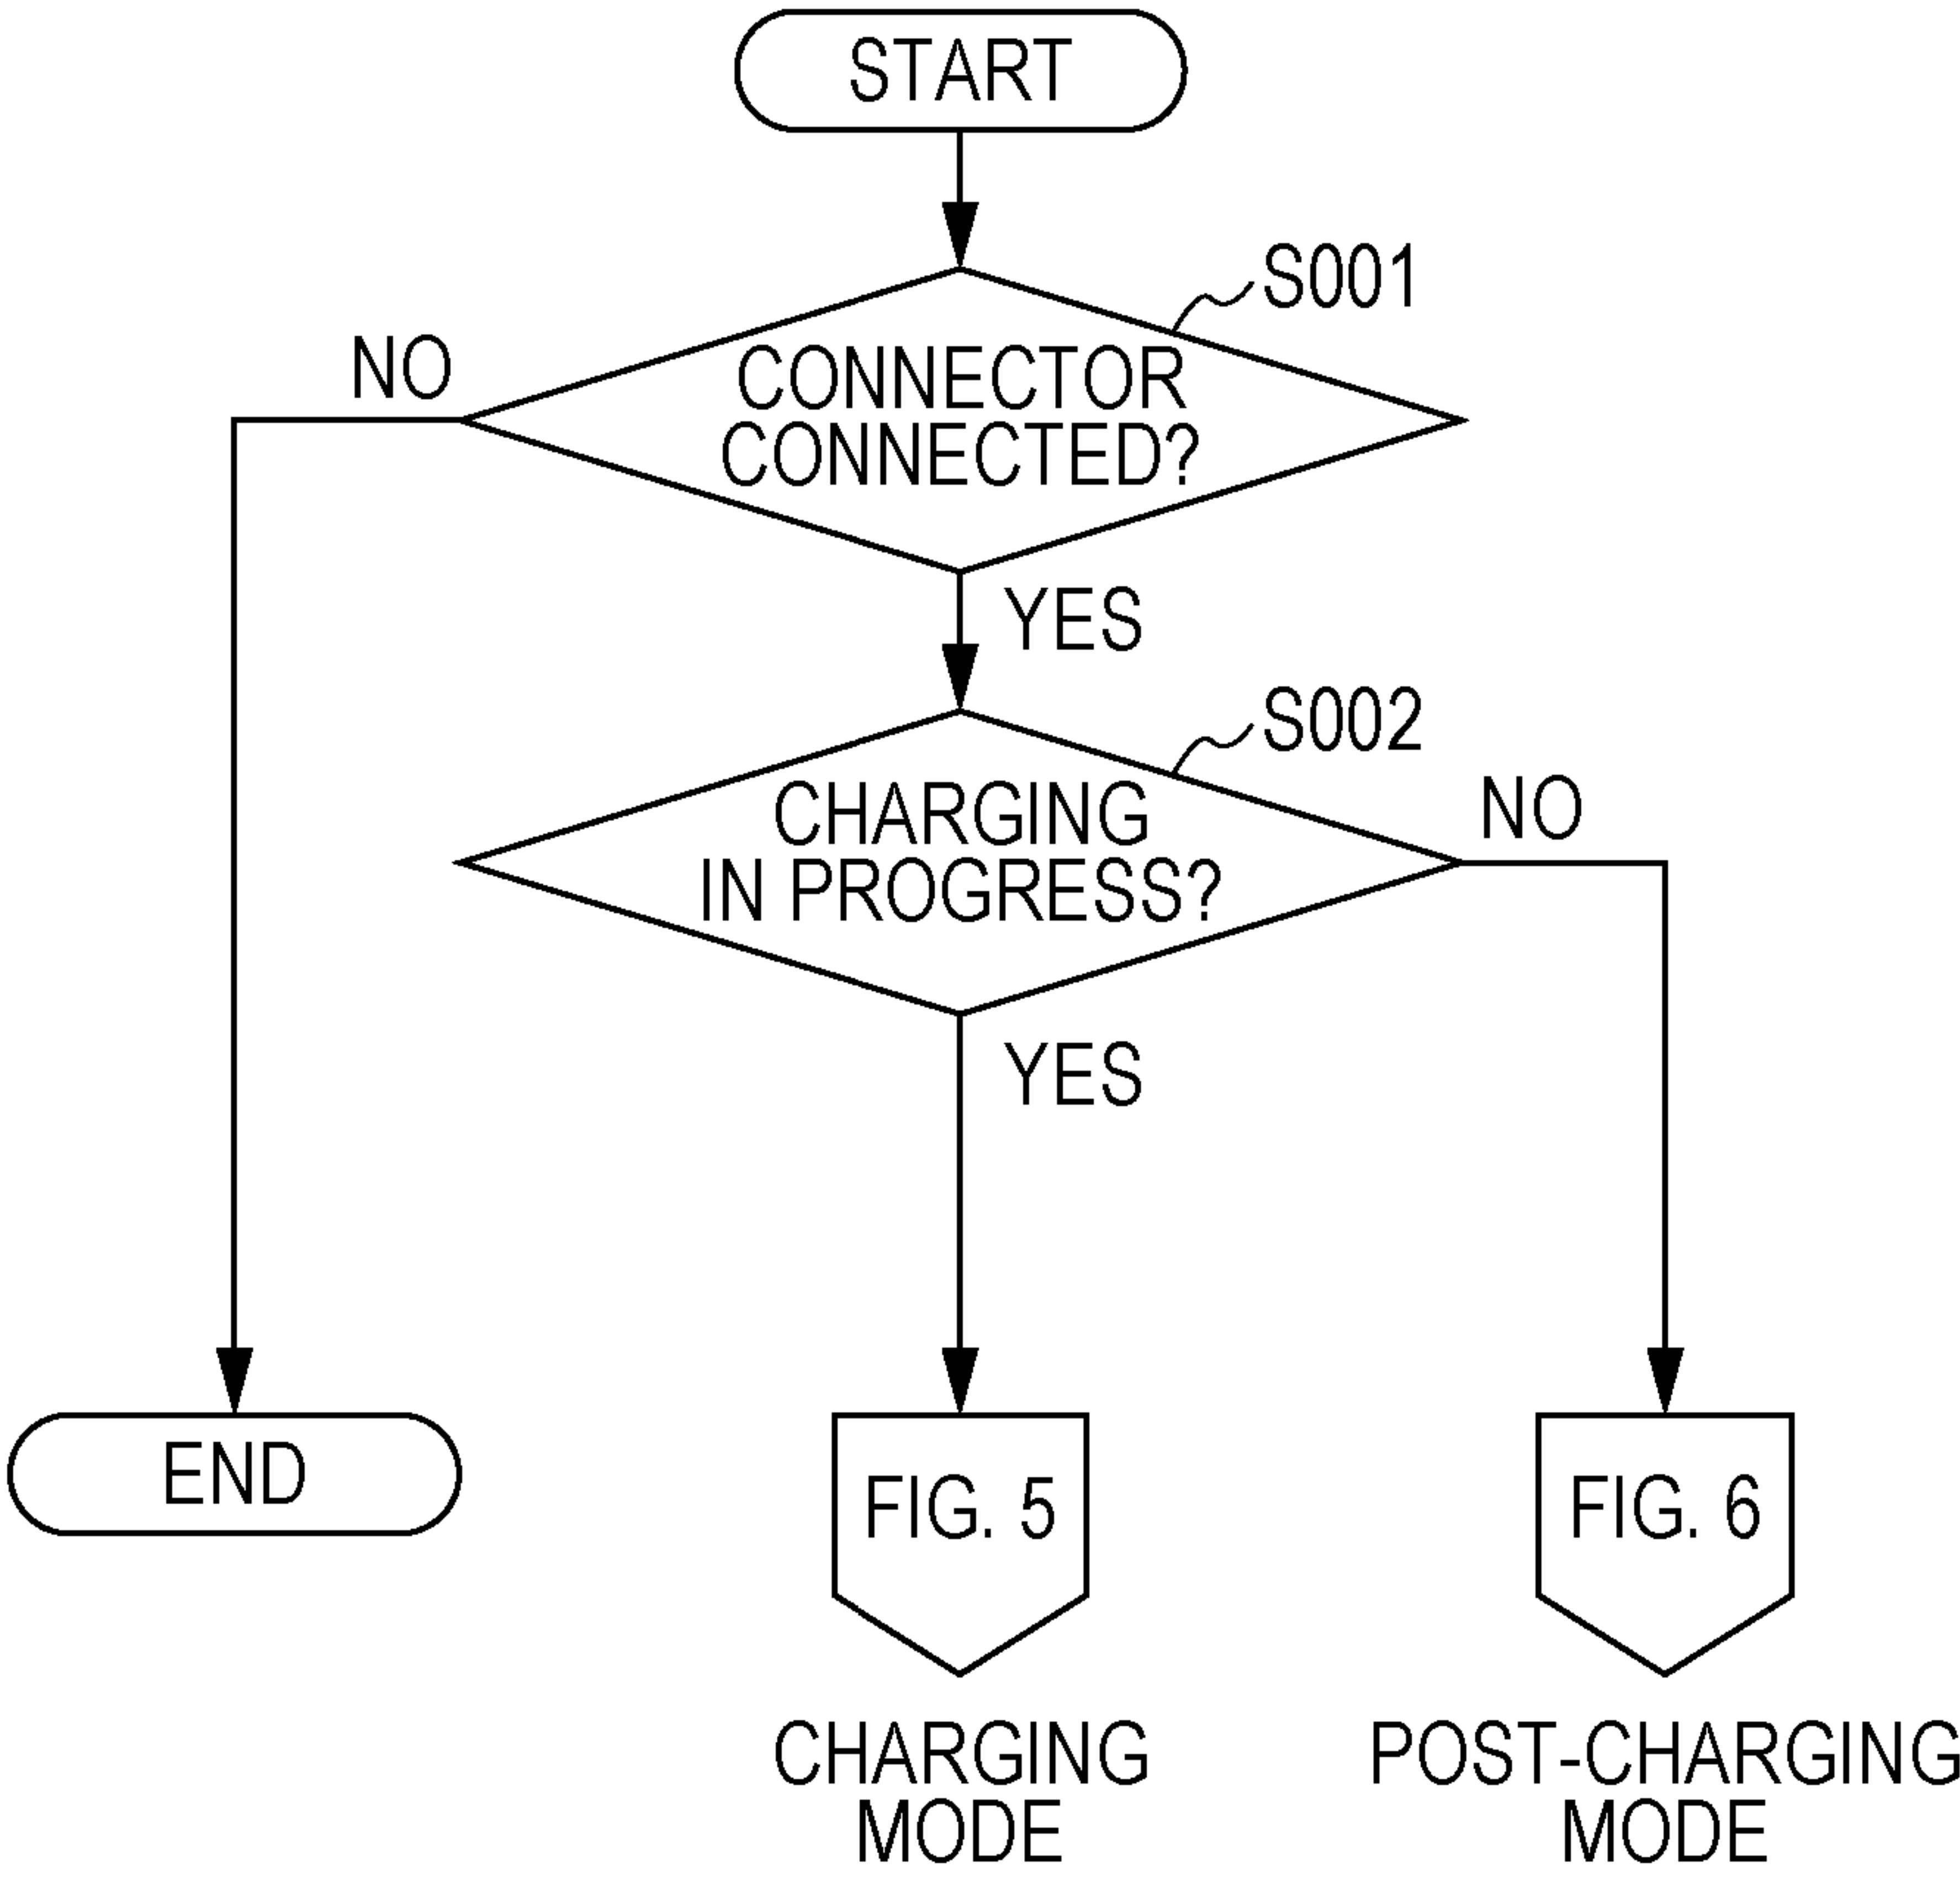 START
S001
NO
CONNECTOR
CONNECTED?
YES
S002
CHARGING
IN PROGRESS?
NO
YES
END
FIG. 5
FIG. 6
CHARGING
MODE
POST-CHARGING
MODE